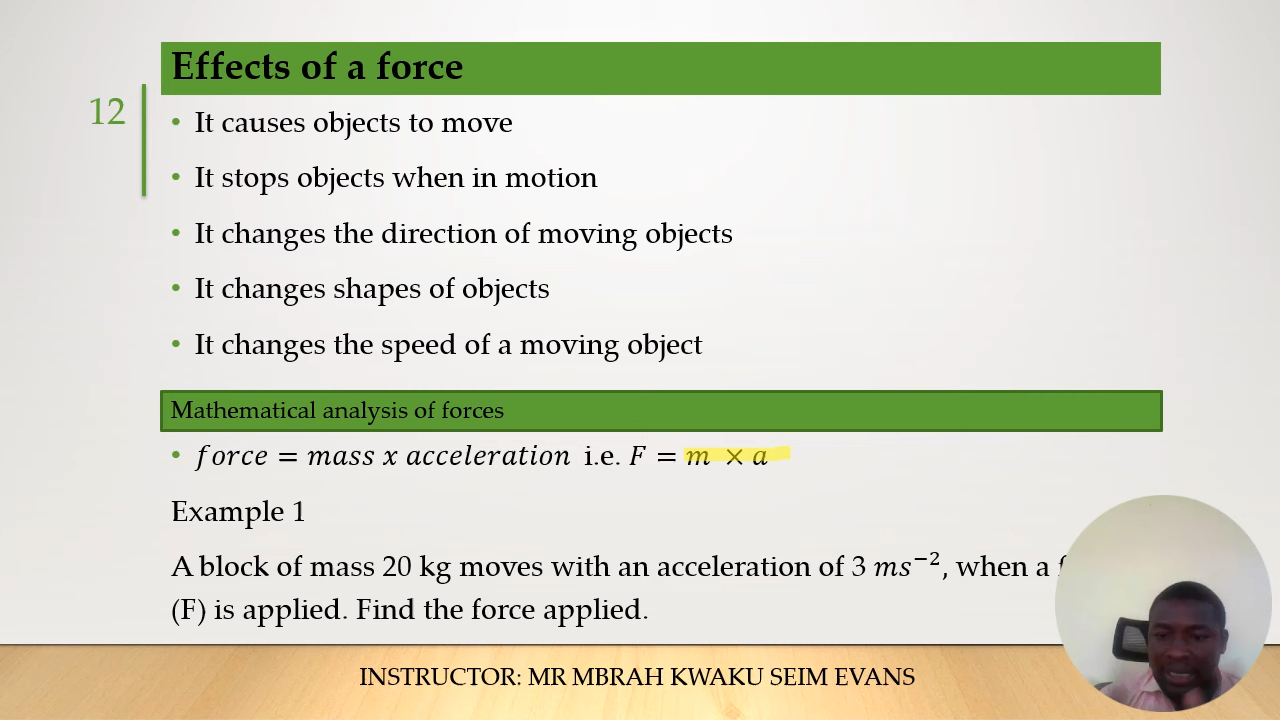 Effects of a force
12
• It causes objects to move
• It stops objects when in motion
• It changes the direction of moving objects
• It changes shapes of objects
• It changes the speed of a moving object
Mathematical analysis of forces
• force = mass x acceleration i.e. F = m × a
Example 1
A block of mass 20 kg moves with an acceleration of 3 ms⁻², when a
(F) is applied. Find the force applied.
INSTRUCTOR: MR MBRAH KWAKU SEIM EVANS